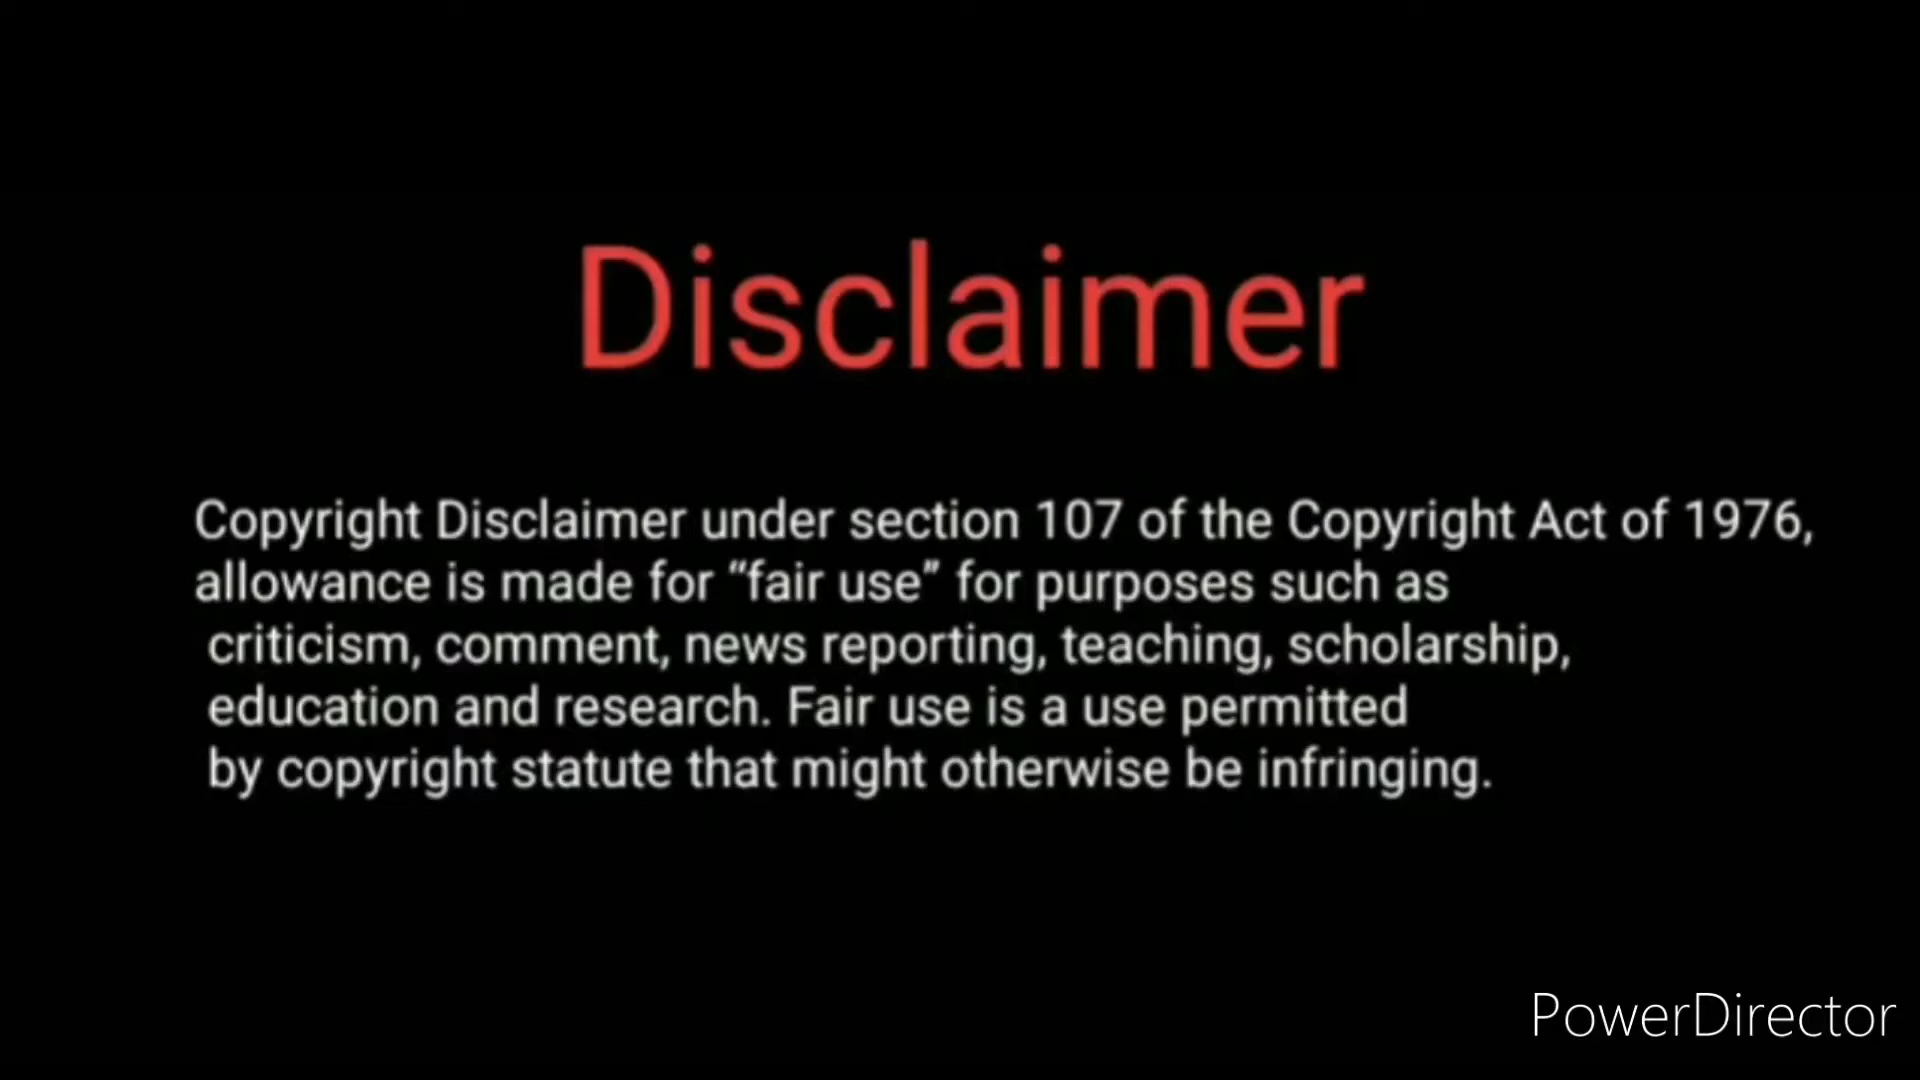 Disclaimer
Copyright Disclaimer under section 107 of the Copyright Act of 1976,
allowance is made for “fair use” for purposes such as
criticism, comment, news reporting, teaching, scholarship,
education and research. Fair use is a use permitted
by copyright statute that might otherwise be infringing.
PowerDirector